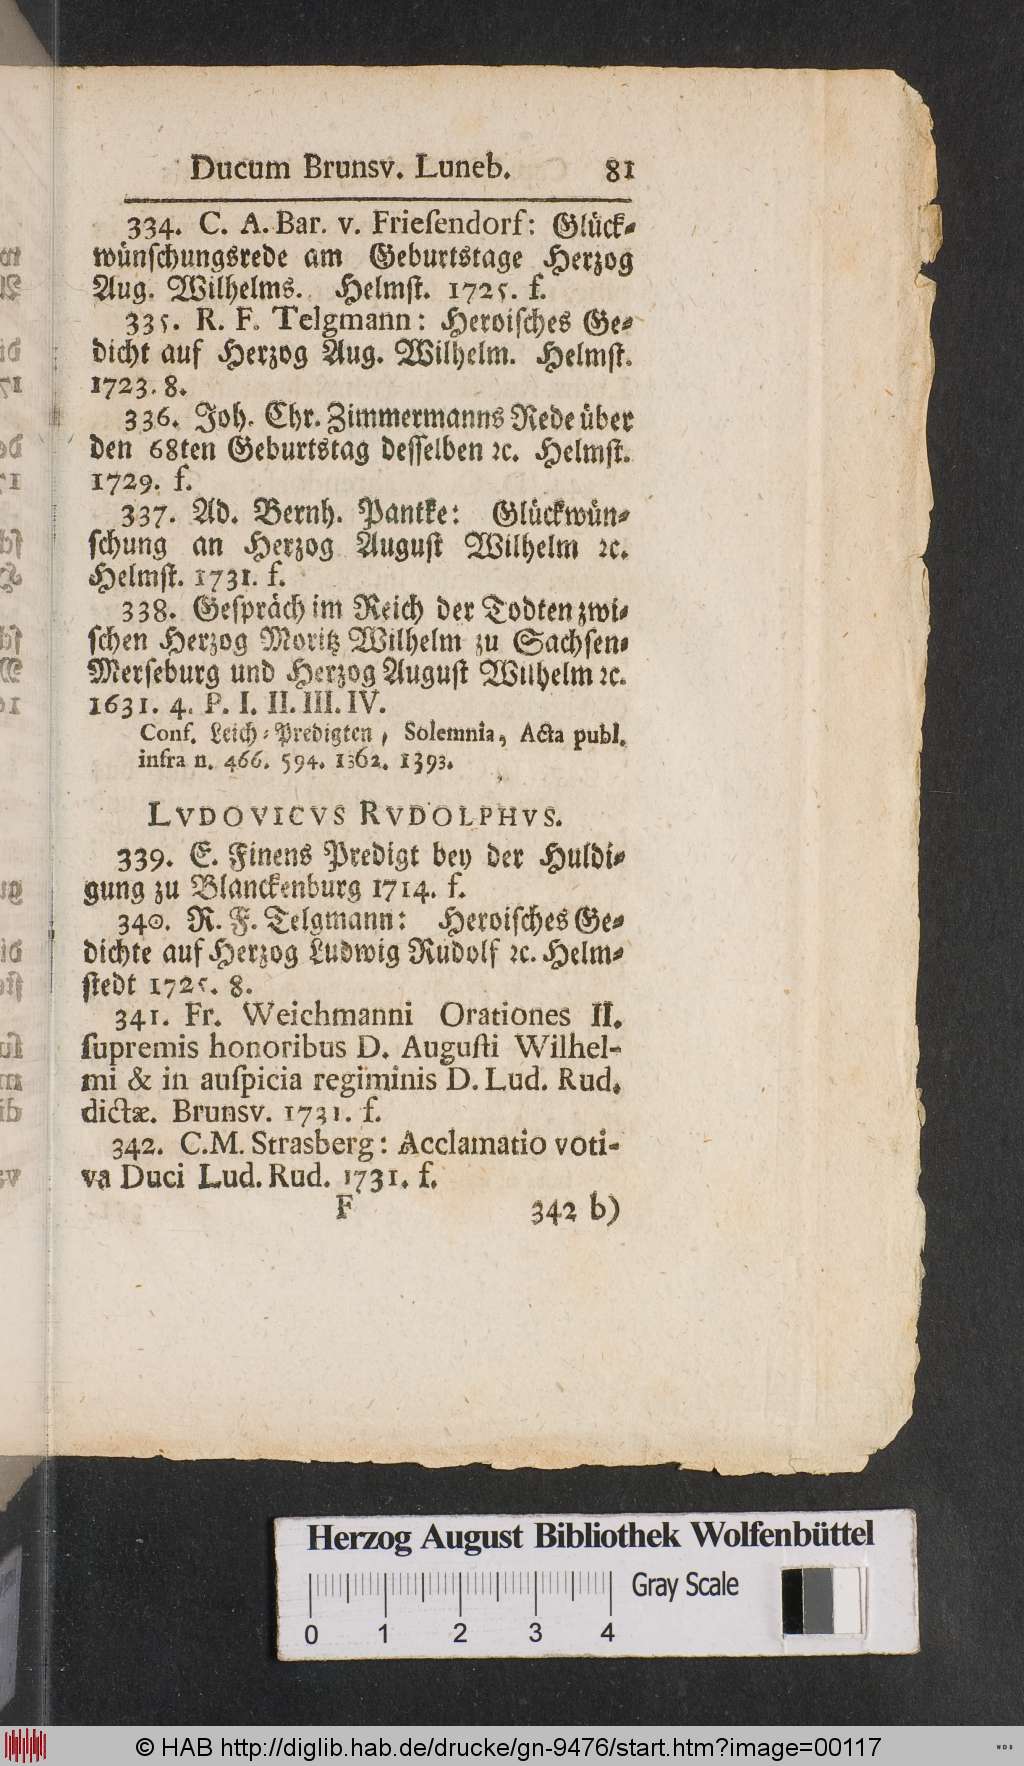 Ducum Brunsv. Luneb. 81
334. C. A. Bar. v. Frieſendorf: Glück⸗
wünſchungsrede am Geburtstage Herzog
Aug. Wilhelms. Helmſt. 1725. f.
335. R. F. Telgmann: Heroiſches Ge⸗
dicht auf Herzog Aug. Wilhelm. Helmſt.
1723. 8.
336. Joh. Chr. Zimmermanns Rede über
den 68ten Geburtstag deſſelben ꝛc. Helmſt.
1729. f.
337. Ad. Bernh. Pantke: Glückwün⸗
ſchung an Herzog Auguſt Wilhelm ꝛc.
Helmſt. 1731. f.
338. Geſpräch im Reich der Todten zwi⸗
ſchen Herzog Moritz Wilhelm zu Sachſen⸗
Merſeburg und Herzog Auguſt Wilhelm ꝛc.
1631. 4. P. I. II. III. IV.
Conf. Leich⸗Predigten, Solemnia, Acta publ.
infra n. 466. 594. 1362. 1393.
LVDOVICVS RVDOLPHVS.
339. E. Finens Predigt bey der Huldi⸗
gung zu Blanckenburg 1714. f.
340. R. F. Telgmann: Heroiſches Ge⸗
dichte auf Herzog Ludwig Rudolf ꝛc. Helm⸗
ſtedt 1725. 8.
341. Fr. Weichmanni Orationes II.
ſupremis honoribus D. Auguſti Wilhel-
mi & in auſpicia regiminis D. Lud. Rud.
dictæ. Brunsv. 1731. f.
342. C. M. Strasberg: Acclamatio voti-
va Duci Lud. Rud. 1731. f.
F 342 b)
Herzog August Bibliothek Wolfenbüttel
Gray Scale
0 1 2 3 4
© HAB http://diglib.hab.de/drucke/gn-9476/start.htm?image=00117